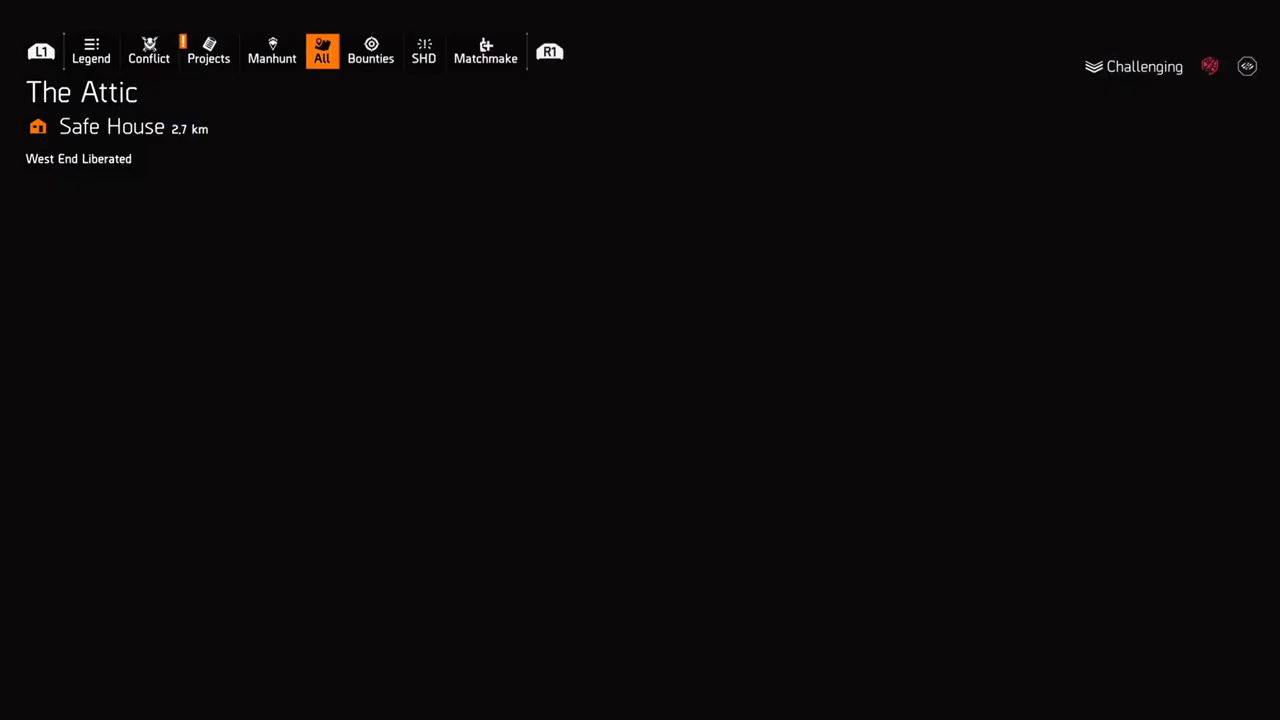 L1 Legend Conflict Projects Manhunt All Bounties SHD Matchmake R1
Challenging
The Attic
Safe House 2.7 km
West End Liberated